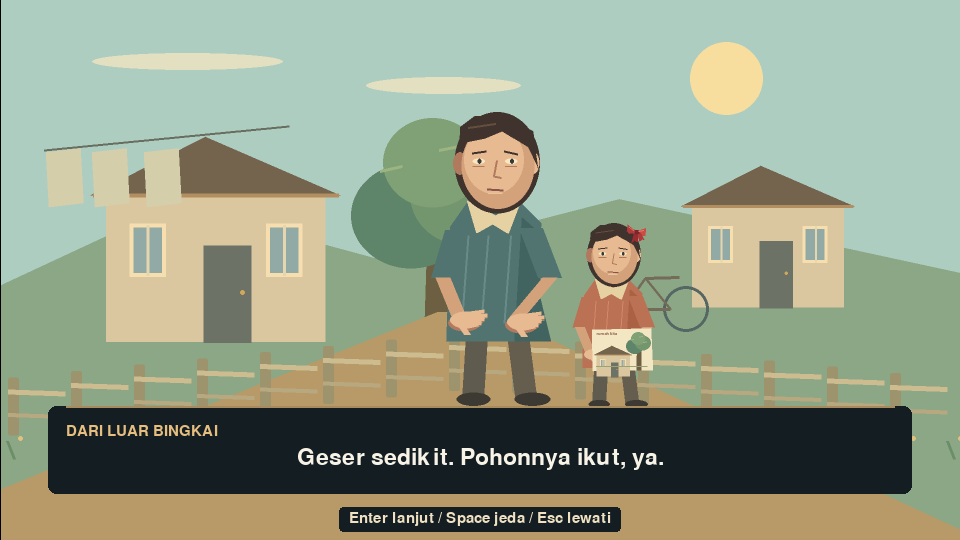 DARI LUAR BINGKAI
Geser sedikit. Pohonnya ikut, ya.
Enter lanjut / Space jeda / Esc lewati